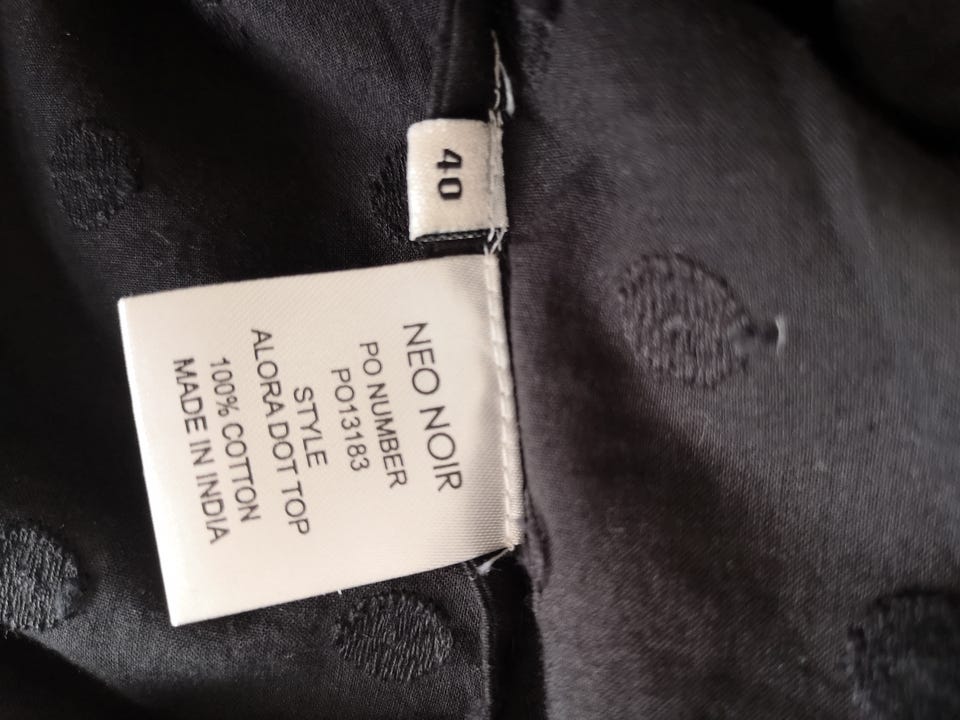 40
NEO NOIR
PO NUMBER
PO13183
STYLE
ALORA DOT TOP
100% COTTON
MADE IN INDIA